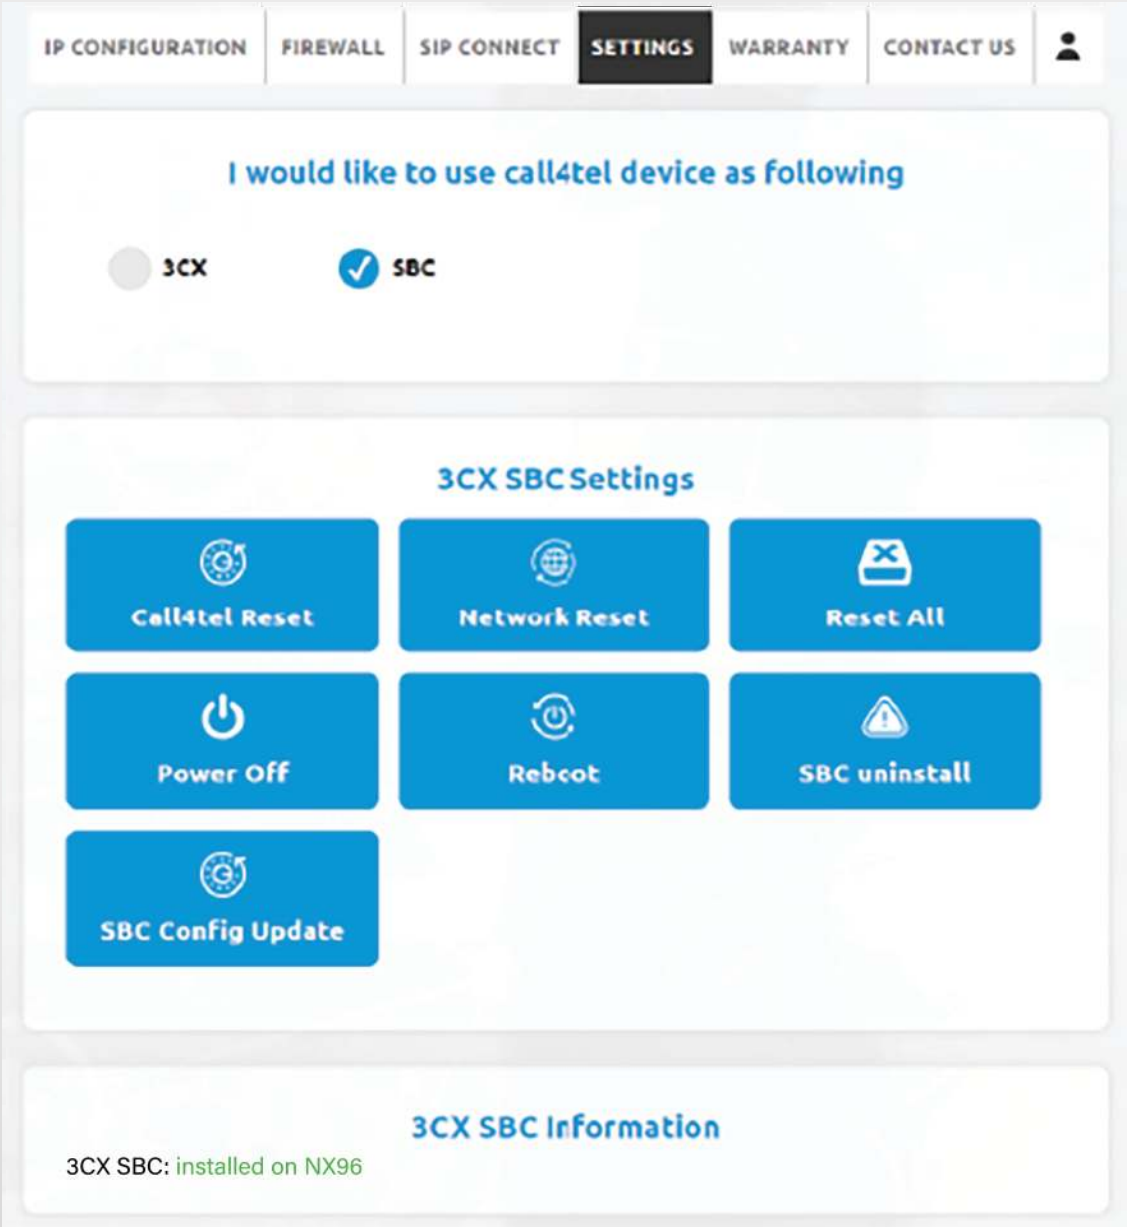 IP CONFIGURATION FIREWALL SIP CONNECT SETTINGS WARRANTY CONTACT US
I would like to use call4tel device as following
3CX SBC
3CX SBC Settings
Call4tel Reset Network Reset Reset All
Power Off Reboot SBC uninstall
SBC Config Update
3CX SBC Information
3CX SBC: installed on NX96